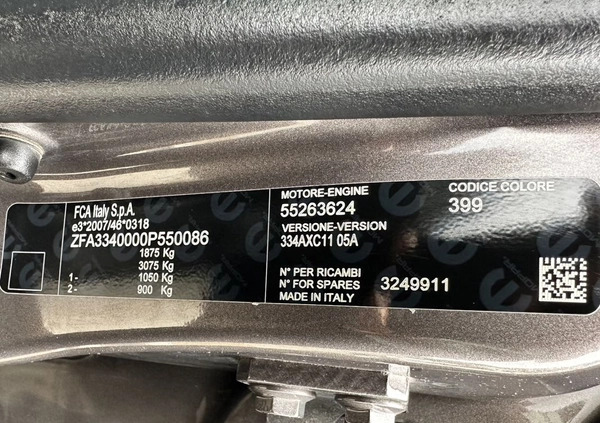 FCA Italy S.p.A.
e3*2007/46*0318
ZFA3340000P550086
1875 Kg
3075 Kg
1- 1050 Kg
2- 900 Kg
MOTORE-ENGINE
55263624
VERSIONE-VERSION
334AXC11 05A
N° PER RICAMBI
N° FOR SPARES 3249911
MADE IN ITALY
CODICE COLORE
399